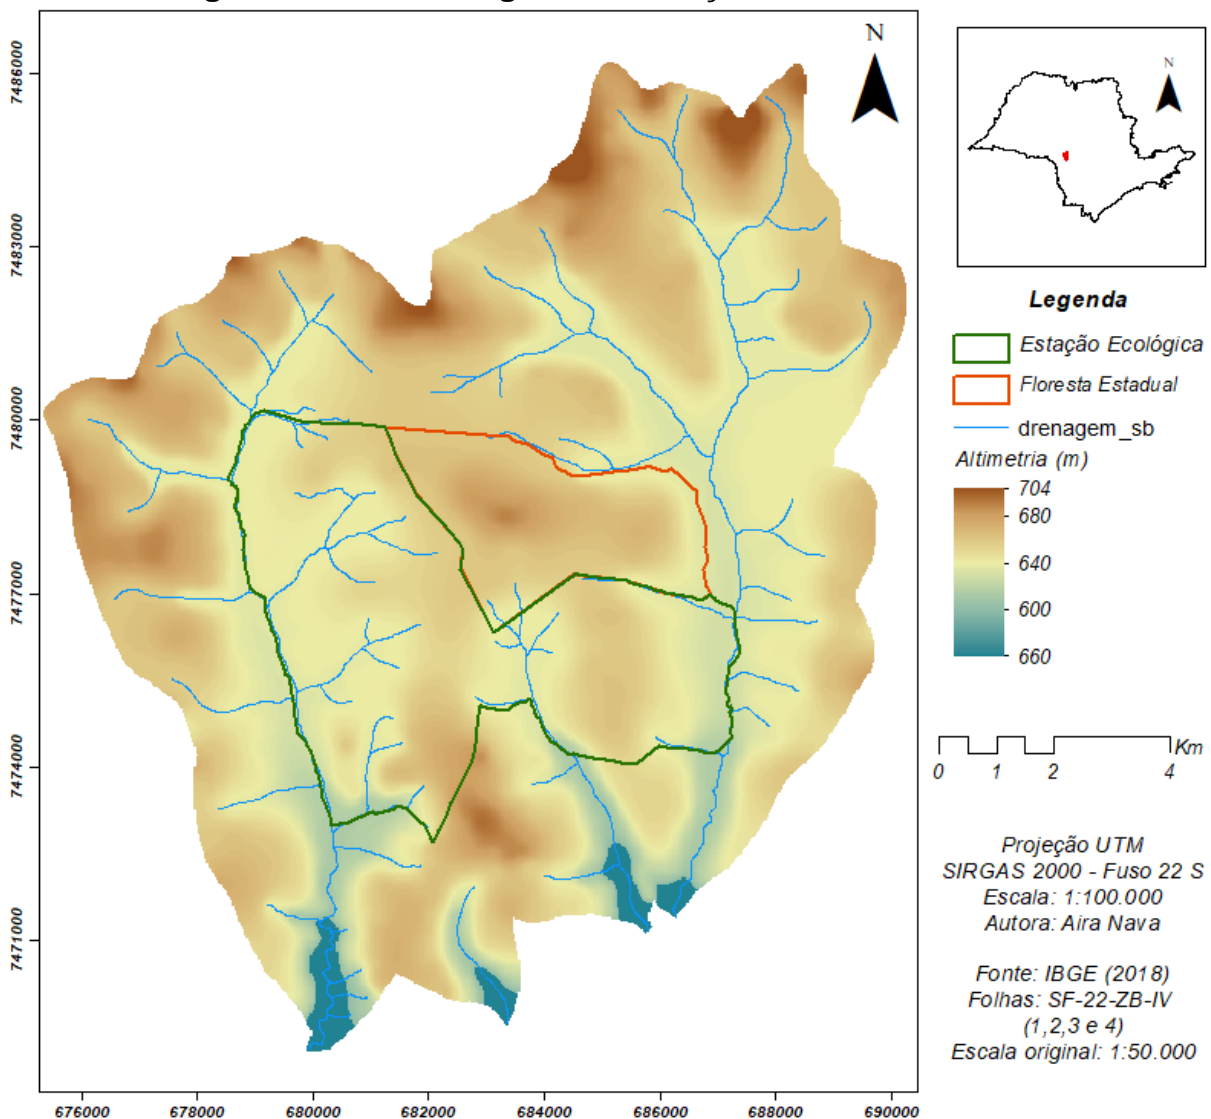 N
N
7486000
7483000
7480000
7477000
7474000
7471000
676000
678000
680000
682000
684000
686000
688000
690000
Legenda
Estação Ecológica
Floresta Estadual
drenagem_sb
Altimetria (m)
704
680
640
600
660
Km
0 1 2 4
Projeção UTM
SIRGAS 2000 - Fuso 22 S
Escala: 1:100.000
Autora: Aira Nava
Fonte: IBGE (2018)
Folhas: SF-22-ZB-IV
(1,2,3 e 4)
Escala original: 1:50.000